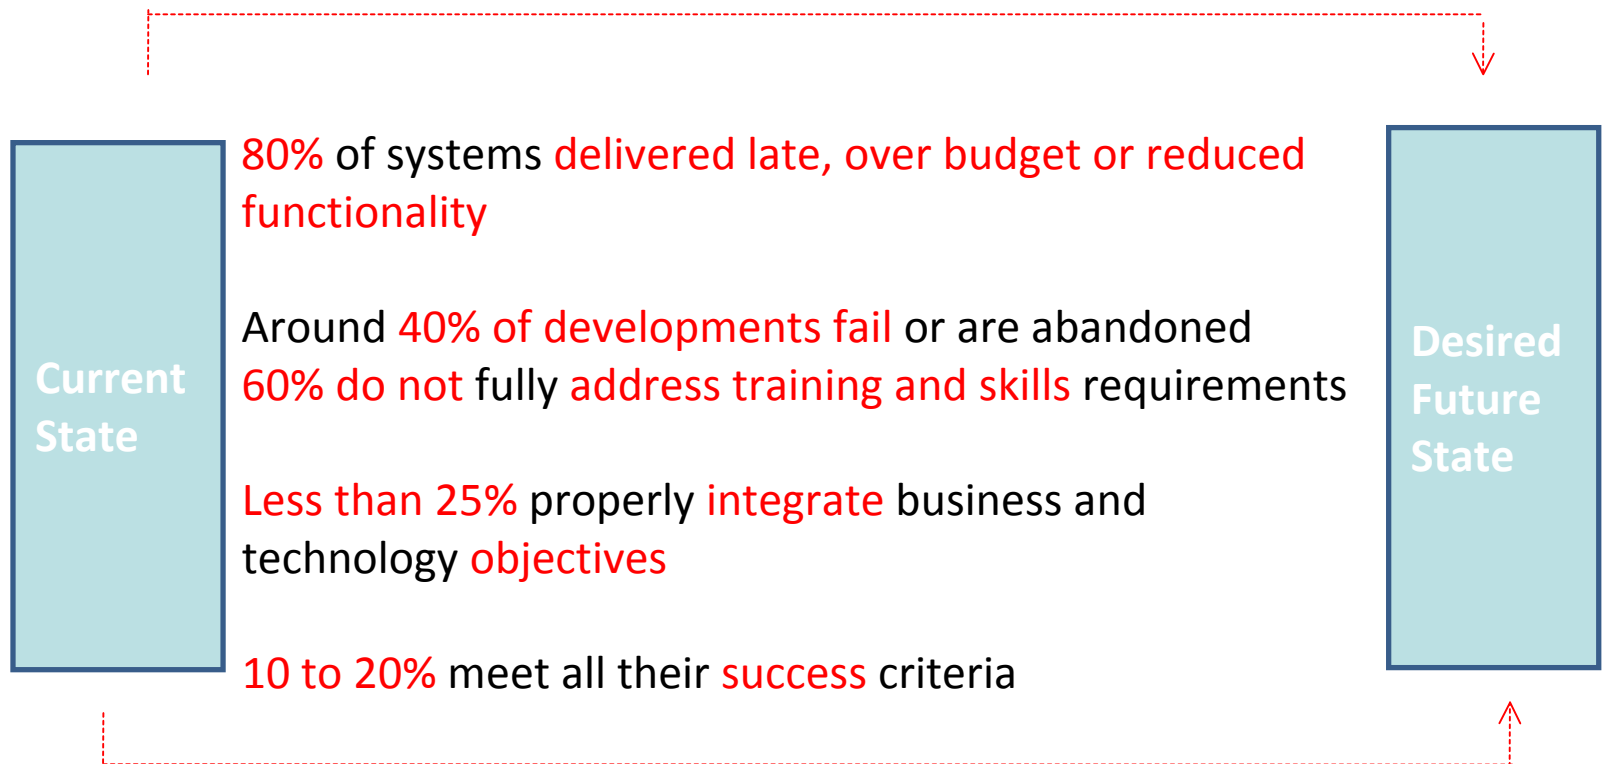 Current
State
80% of systems delivered late, over budget or reduced
functionality
Around 40% of developments fail or are abandoned
60% do not fully address training and skills requirements
Less than 25% properly integrate business and
technology objectives
10 to 20% meet all their success criteria
Desired
Future
State